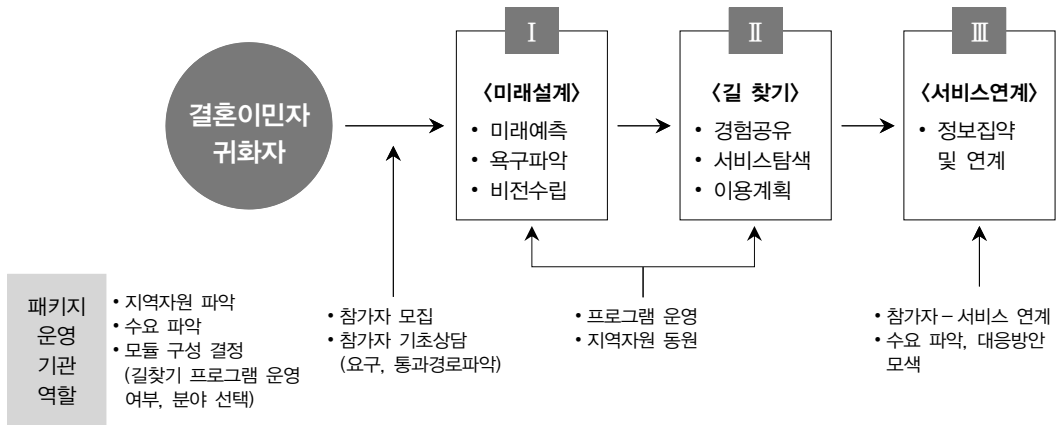 결혼이민자
귀화자
Ⅰ
〈미래설계〉
• 미래예측
• 욕구파악
• 비전수립
Ⅱ
〈길 찾기〉
• 경험공유
• 서비스탐색
• 이용계획
Ⅲ
〈서비스연계〉
• 정보집약
및 연계
패키지
운영
기관
역할
• 지역자원 파악
• 수요 파악
• 모듈 구성 결정
(길찾기 프로그램 운영
여부, 분야 선택)
• 참가자 모집
• 참가자 기초상담
(요구, 통과경로파악)
• 프로그램 운영
• 지역자원 동원
• 참가자 – 서비스 연계
• 수요 파악, 대응방안
모색